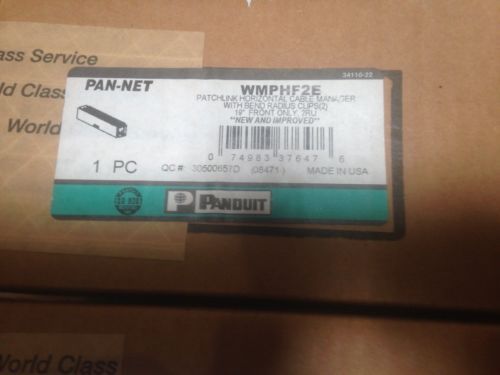 ass Service
World Class
World
34110-22
PAN-NET
WMPHF2E
PATCHLINK HORIZONTAL CABLE MANAGER
WITH BEND RADIUS CLIPS(2)
19" FRONT ONLY, 2RU
"NEW AND IMPROVED"
0 74983 37647 6
1 PC
QC # 30500657D (08471)
MADE IN USA
PANDUIT
World Class